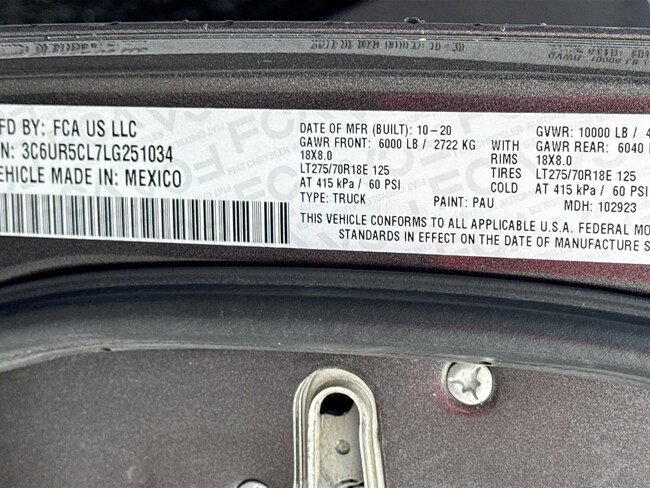 MFD BY: FCA US LLC
N: 3C6UR5CL7LG251034
VEHICLE MADE IN: MEXICO
DATE OF MFR (BUILT): 10-20 GVWR: 10000 LB / 4
GAWR FRONT: 6000 LB / 2722 KG WITH GAWR REAR: 6040
18X8.0 RIMS 18X8.0
LT275/70R18E 125 TIRES LT275/70R18E 125
AT 415 kPa / 60 PSI COLD AT 415 kPa / 60 PSI
TYPE: TRUCK PAINT: PAU MDH: 102923
THIS VEHICLE CONFORMS TO ALL APPLICABLE U.S.A. FEDERAL MO
STANDARDS IN EFFECT ON THE DATE OF MANUFACTURE S